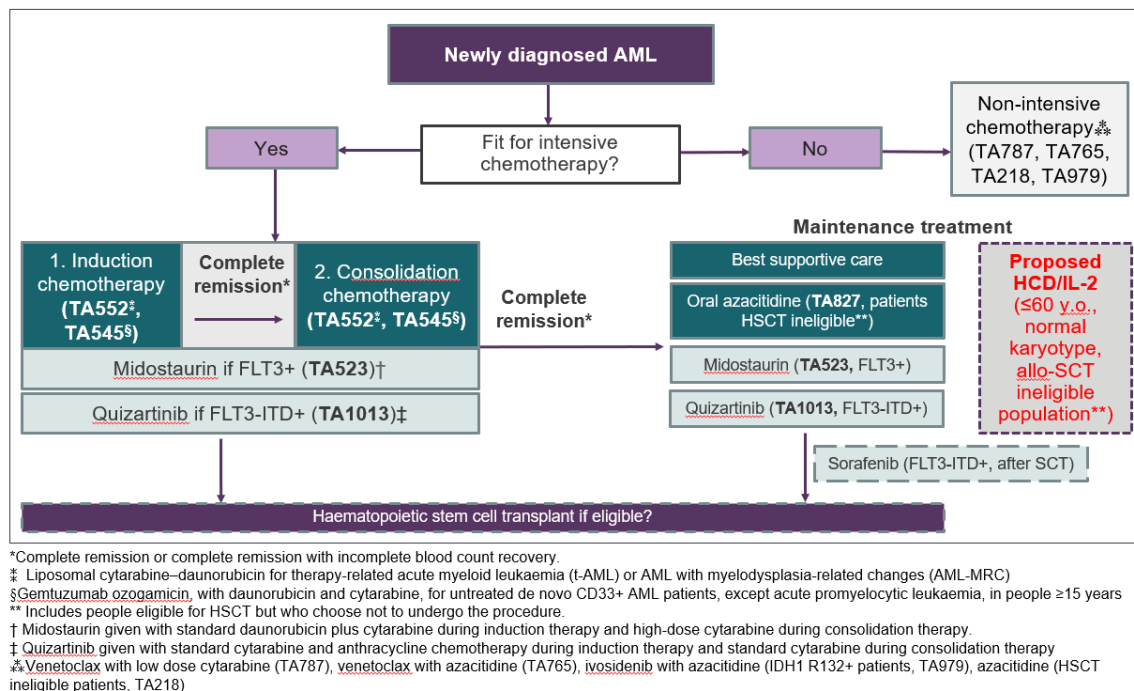 Newly diagnosed AML
Fit for intensive
chemotherapy?
Yes
No
Non-intensive
chemotherapy⁂
(TA787, TA765,
TA218, TA979)
1. Induction
chemotherapy
(TA552⁑,
TA545§)
Complete
remission*
2. Consolidation
chemotherapy
(TA552⁑, TA545§)
Midostaurin if FLT3+ (TA523)†
Quizartinib if FLT3-ITD+ (TA1013)‡
Complete
remission*
Maintenance treatment
Best supportive care
Oral azacitidine (TA827, patients
HSCT ineligible**)
Midostaurin (TA523, FLT3+)
Quizartinib (TA1013, FLT3-ITD+)
Proposed
HCD/IL-2
(≤60 y.o.,
normal
karyotype,
allo-SCT
ineligible
population**)
Sorafenib (FLT3-ITD+, after SCT)
Haematopoietic stem cell transplant if eligible?
*Complete remission or complete remission with incomplete blood count recovery.
⁑ Liposomal cytarabine–daunorubicin for therapy-related acute myeloid leukaemia (t-AML) or AML with myelodysplasia-related changes (AML-MRC)
§Gemtuzumab ozogamicin, with daunorubicin and cytarabine, for untreated de novo CD33+ AML patients, except acute promyelocytic leukaemia, in people ≥15 years
** Includes people eligible for HSCT but who choose not to undergo the procedure.
† Midostaurin given with standard daunorubicin plus cytarabine during induction therapy and high-dose cytarabine during consolidation therapy.
‡ Quizartinib given with standard cytarabine and anthracycline chemotherapy during induction therapy and standard cytarabine during consolidation therapy
⁂Venetoclax with low dose cytarabine (TA787), venetoclax with azacitidine (TA765), ivosidenib with azacitidine (IDH1 R132+ patients, TA979), azacitidine (HSCT
ineligible patients, TA218)